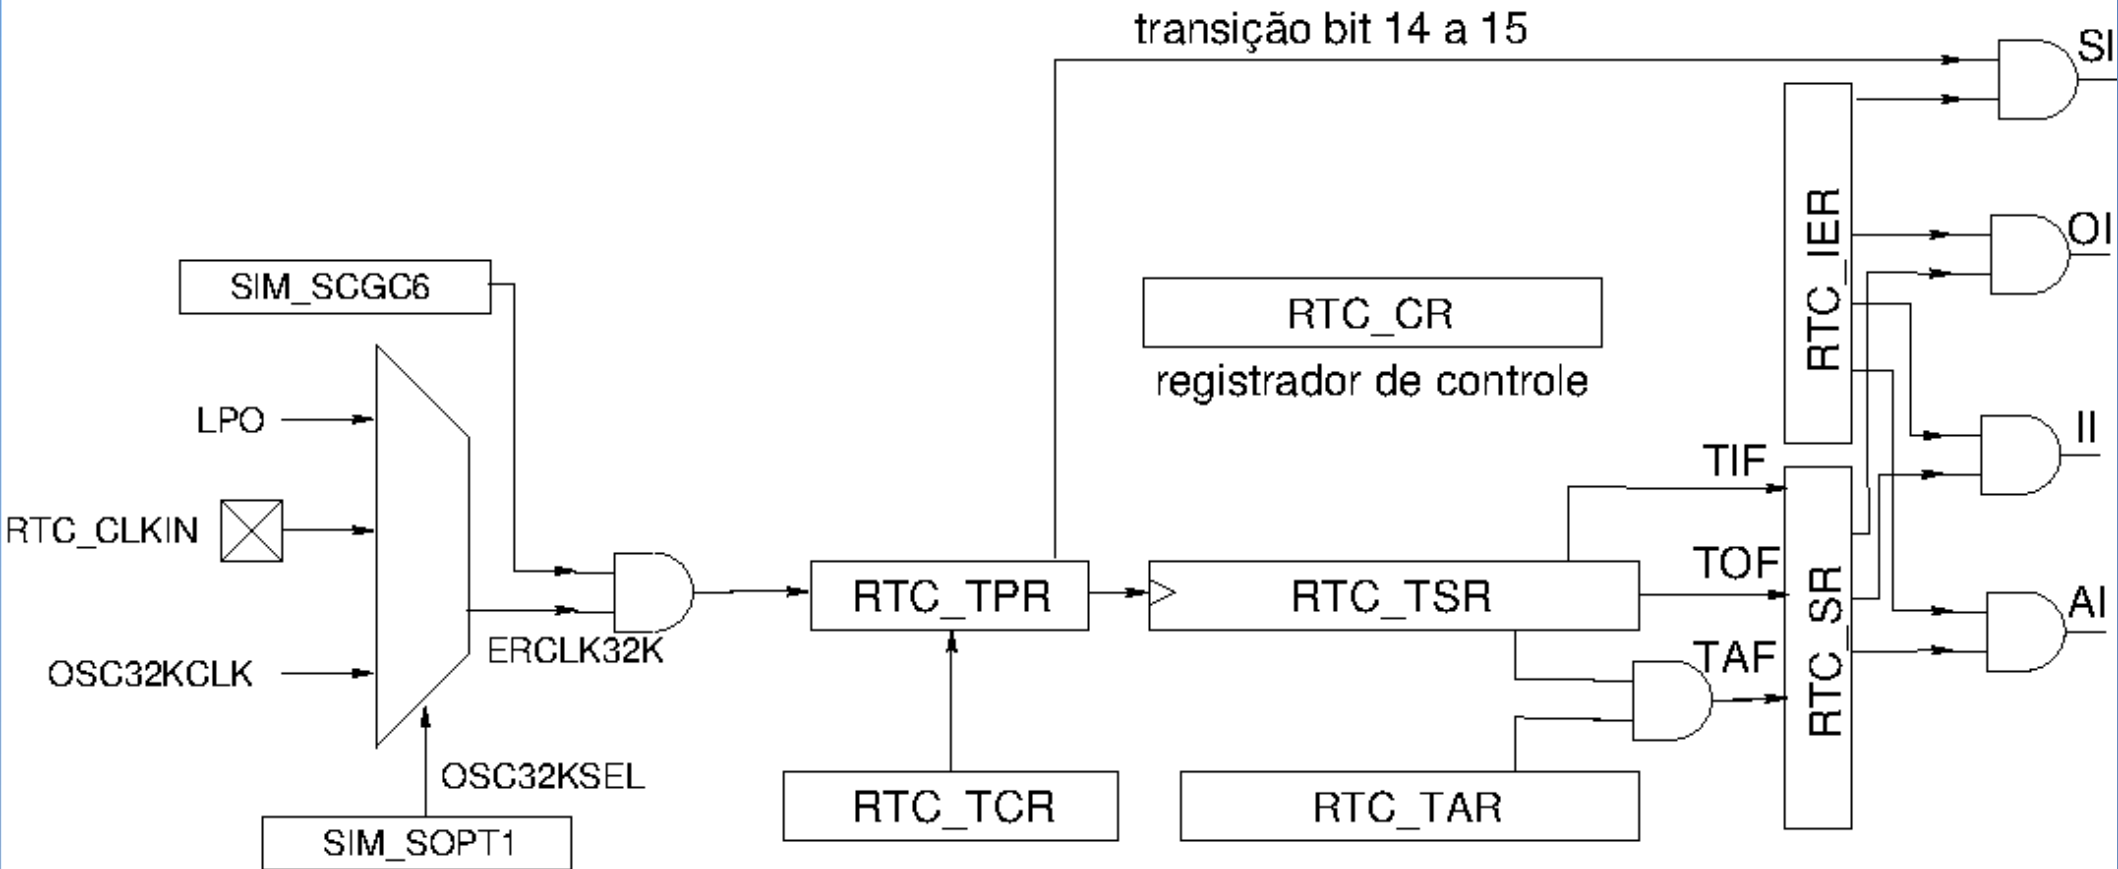 transição bit 14 a 15
SI
RTC_IER
OI
SIM_SCGC6
RTC_CR
registrador de controle
LPO
II
TIF
RTC_CLKIN
TOF
RTC_TPR
RTC_TSR
RTC_SR
AI
ERCLK32K
TAF
OSC32KCLK
OSC32KSEL
RTC_TCR
RTC_TAR
SIM_SOPT1